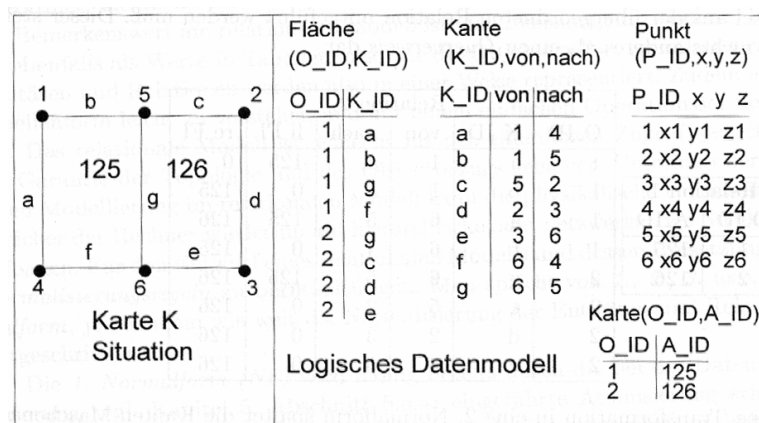 1 b 5 c 2
125 126
a g d
f e
4 6 3
Karte K
Situation
Fläche
(O_ID,K_ID)
O_ID K_ID
1 a
1 b
1 g
1 f
2 g
2 c
2 d
2 e
Kante
(K_ID,von,nach)
K_ID von nach
a 1 4
b 1 5
c 5 2
d 2 3
e 3 6
f 6 4
g 6 5
Punkt
(P_ID,x,y,z)
P_ID x y z
1 x1 y1 z1
2 x2 y2 z2
3 x3 y3 z3
4 x4 y4 z4
5 x5 y5 z5
6 x6 y6 z6
Karte(O_ID,A_ID)
O_ID A_ID
1 125
2 126
Logisches Datenmodell